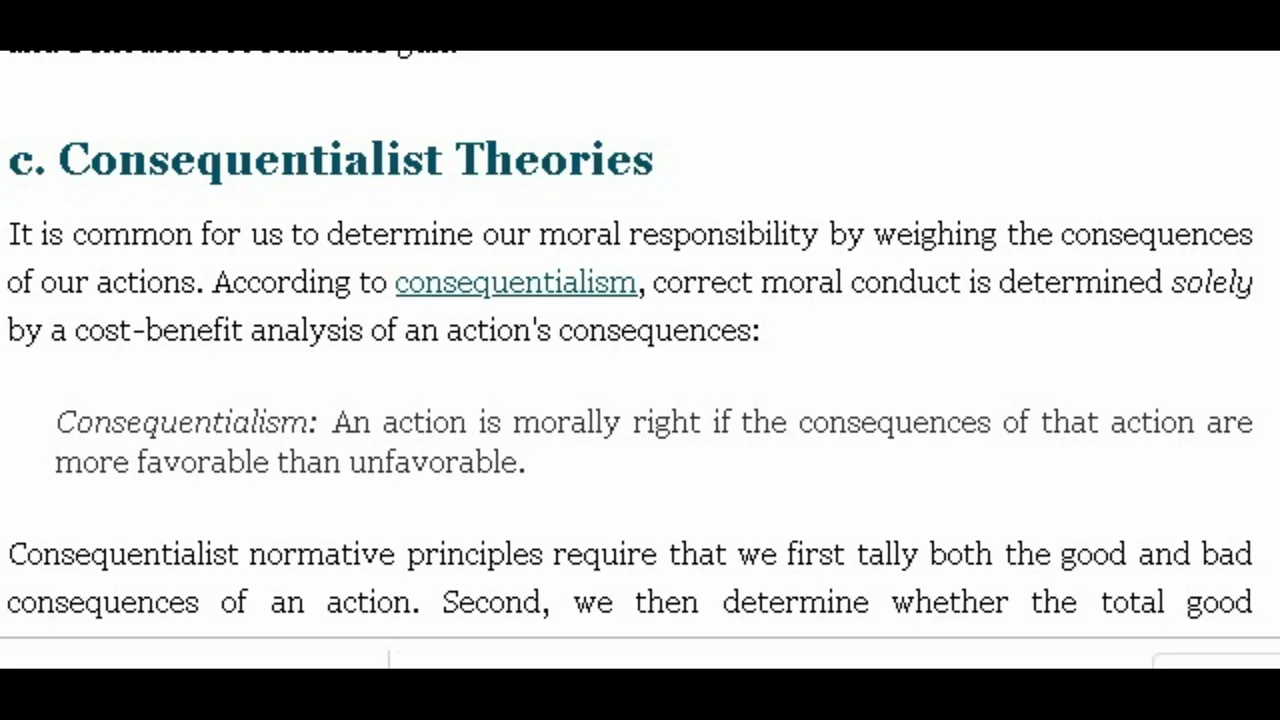 c. Consequentialist Theories
It is common for us to determine our moral responsibility by weighing the consequences
of our actions. According to consequentialism, correct moral conduct is determined solely
by a cost-benefit analysis of an action's consequences:
Consequentialism: An action is morally right if the consequences of that action are
more favorable than unfavorable.
Consequentialist normative principles require that we first tally both the good and bad
consequences of an action. Second, we then determine whether the total good